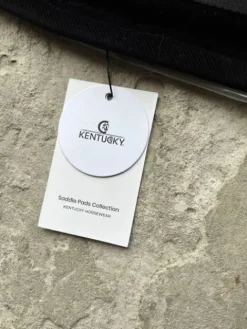 KENTUCKY
Saddle Pads Collection
KENTUCKY HORSEWEAR